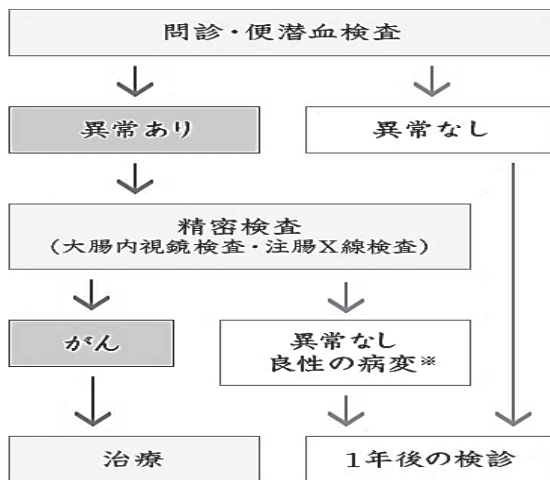 問診・便潜血検査
異常あり
異常なし
精密検査
(大腸内視鏡検査・注腸X線検査)
がん
異常なし
良性の病変※
治療
1年後の検診